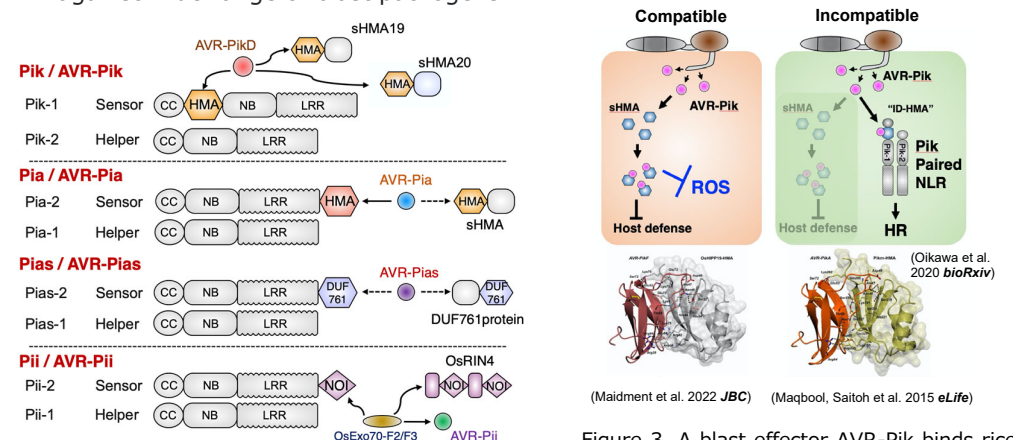 Pik / AVR-Pik
AVR-PikD
sHMA19
HMA
sHMA20
HMA
Pik-1 Sensor CC HMA NB LRR
Pik-2 Helper CC NB LRR
Pia / AVR-Pia
Pia-2 Sensor CC NB LRR HMA
AVR-Pia
HMA
sHMA
Pia-1 Helper CC NB LRR
Pias / AVR-Pias
Pias-2 Sensor CC NB LRR DUF 761
AVR-Pias
DUF 761
DUF761protein
Pias-1 Helper CC NB LRR
Pii / AVR-Pii
OsRIN4
Pii-2 Sensor CC NB LRR NOI
NOI NOI
Pii-1 Helper CC NB LRR
OsExo70-F2/F3
AVR-Pii
Compatible
sHMA
AVR-Pik
ROS
Host defense
Incompatible
AVR-Pik
sHMA
"ID-HMA"
Pik-1 Pik-2
Pik
Paired
NLR
Host defense
HR
(Oikawa et al.
2020 bioRxiv)
(Maidment et al. 2022 JBC)
(Maqbool, Saitoh et al. 2015 eLife)
Figure 3. A blast effector AVR-Pik binds rice